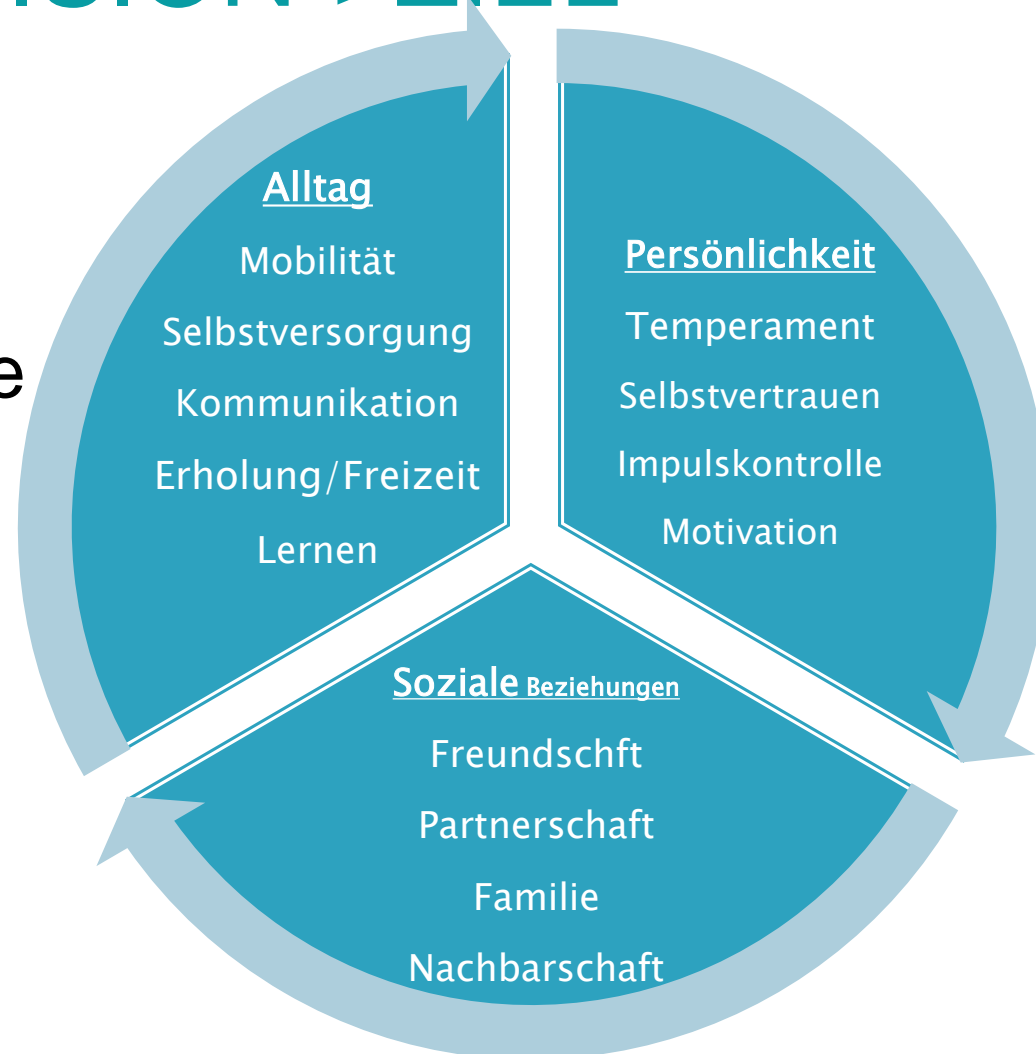 Alltag
Mobilität
Selbstversorgung
Kommunikation
Erholung/Freizeit
Lernen
Persönlichkeit
Temperament
Selbstvertrauen
Impulskontrolle
Motivation
Soziale Beziehungen
Freundschft
Partnerschaft
Familie
Nachbarschaft